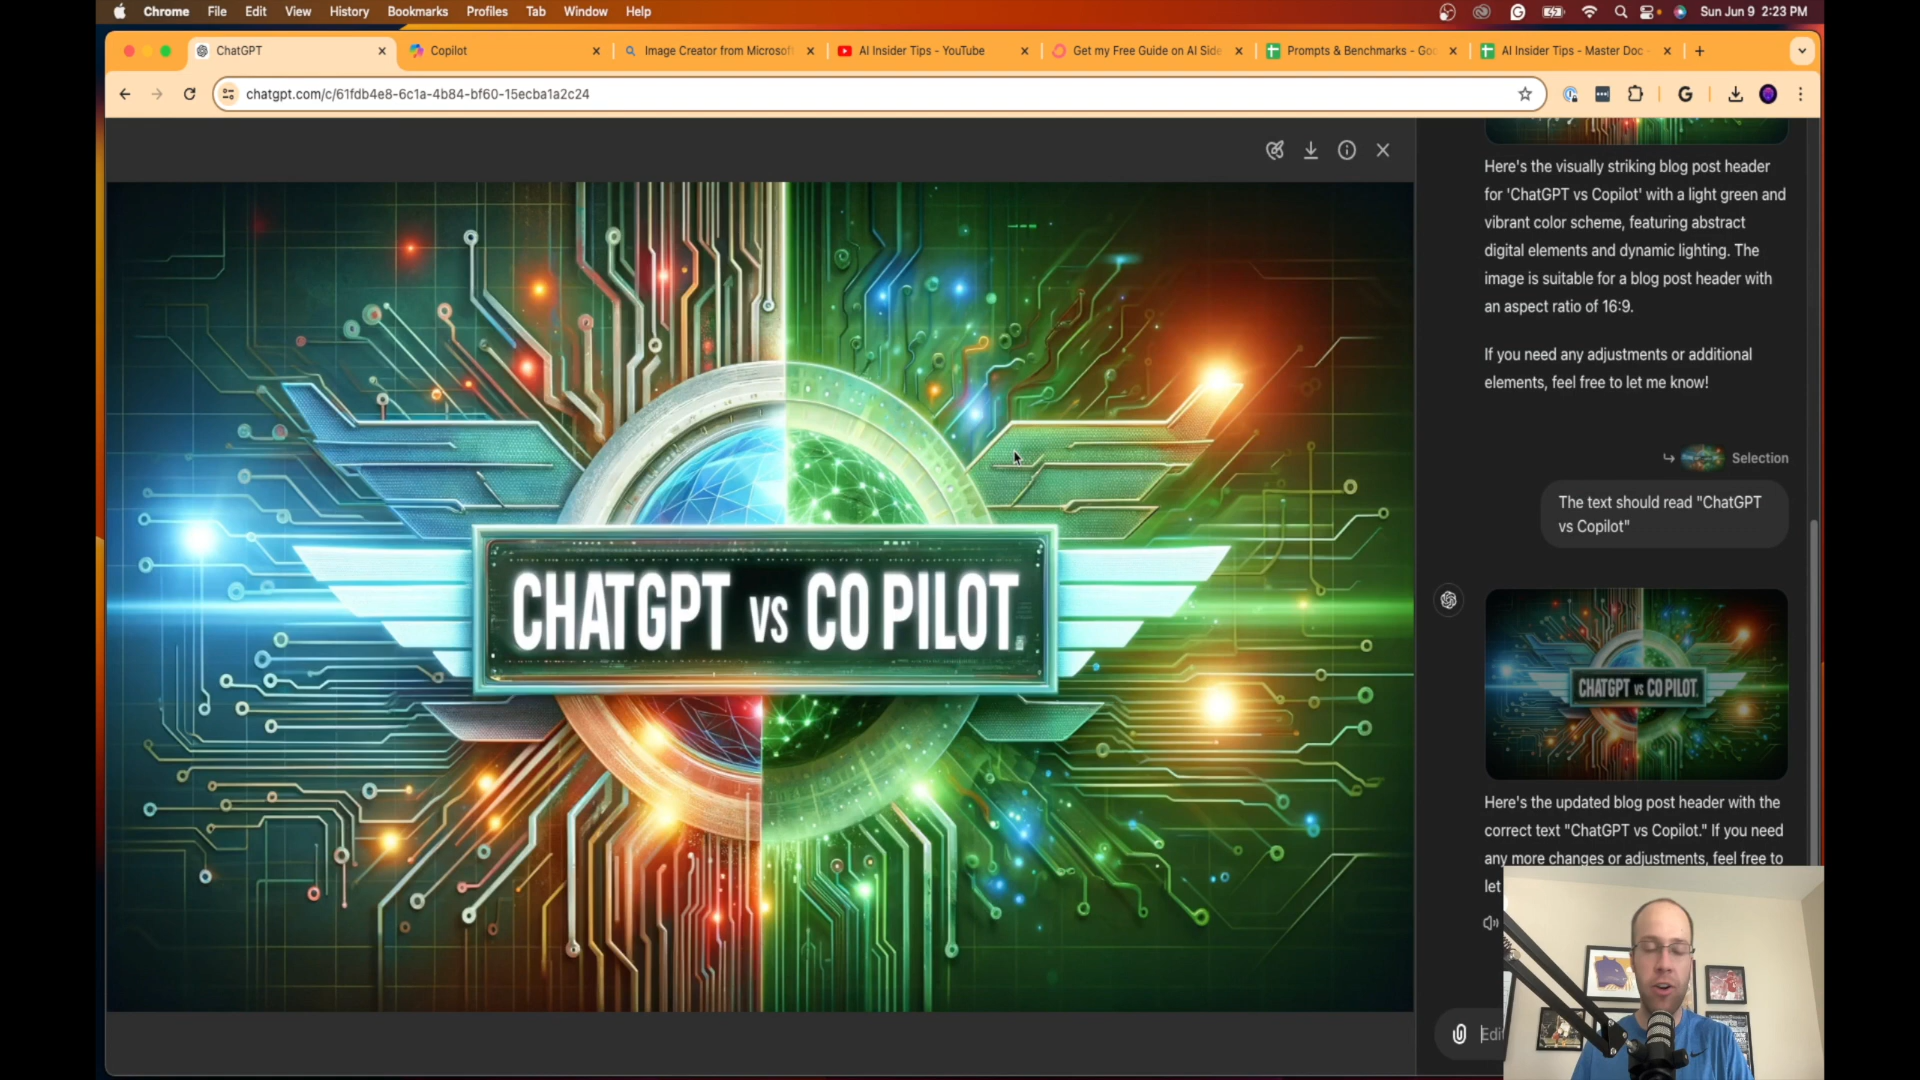 Chrome File Edit View History Bookmarks Profiles Tab Window Help
Sun Jun 9 2:23 PM
ChatGPT
Copilot
Image Creator from Microsof
AI Insider Tips - YouTube
Get my Free Guide on AI Side
Prompts & Benchmarks - Goo
AI Insider Tips - Master Doc -
chatgpt.com/c/61fdb4e8-6c1a-4b84-bf60-15ecba1a2c24
CHATGPT VS CO PILOT
Here's the visually striking blog post header
for 'ChatGPT vs Copilot' with a light green and
vibrant color scheme, featuring abstract
digital elements and dynamic lighting. The
image is suitable for a blog post header with
an aspect ratio of 16:9.
If you need any adjustments or additional
elements, feel free to let me know!
Selection
The text should read "ChatGPT
vs Copilot"
CHATGPT VS CO PILOT
Here's the updated blog post header with the
correct text "ChatGPT vs Copilot." If you need
any more changes or adjustments, feel free to
let
Edi